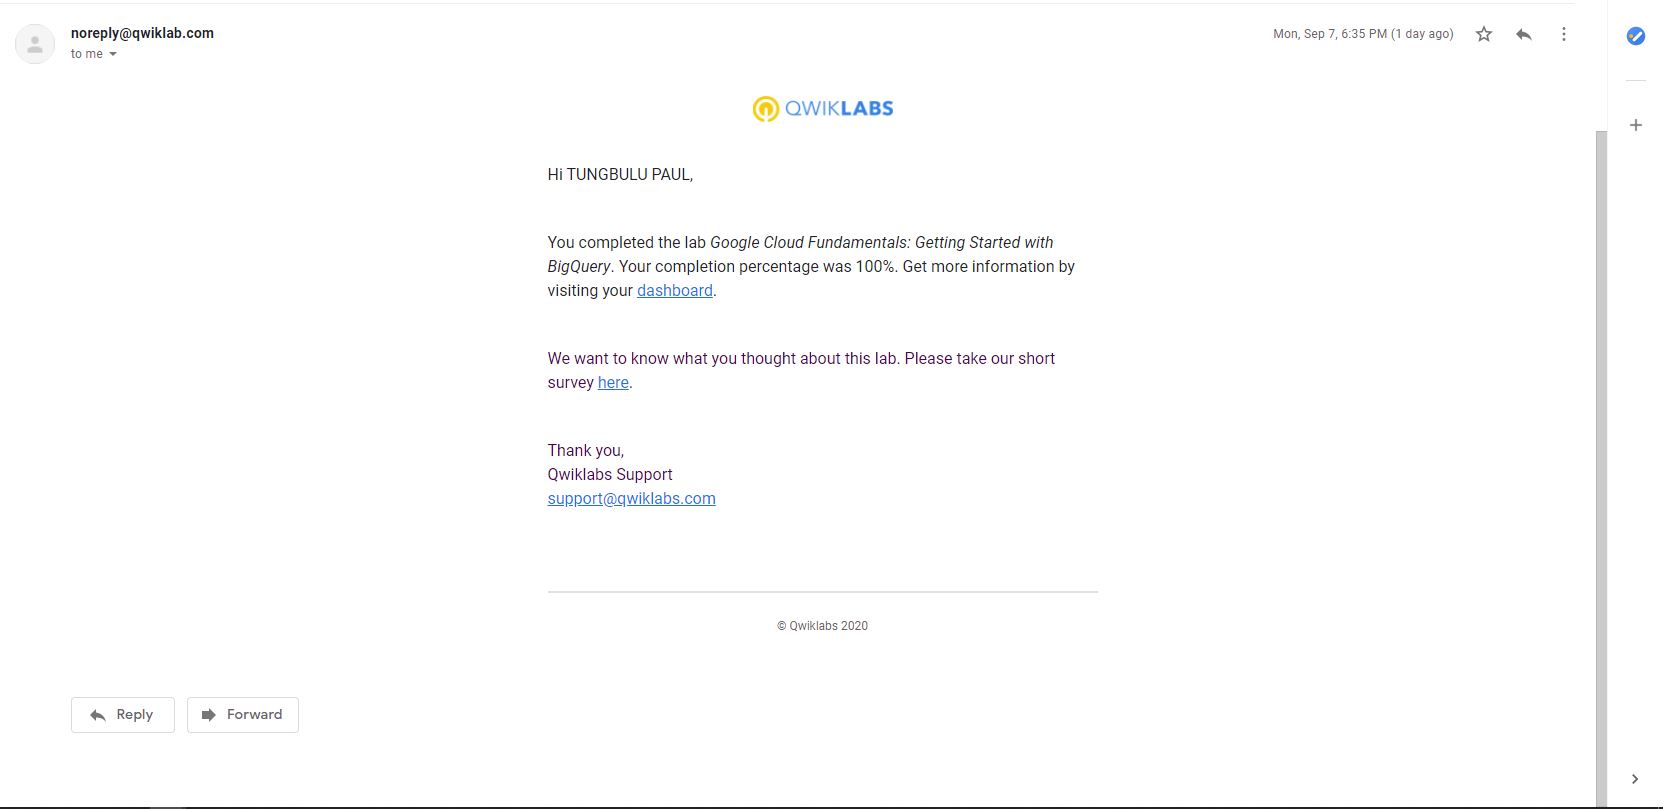 noreply@qwiklab.com
Mon, Sep 7, 6:35 PM (1 day ago)
to me
QWIKLABS
Hi TUNGBULU PAUL,
You completed the lab Google Cloud Fundamentals: Getting Started with
BigQuery. Your completion percentage was 100%. Get more information by
visiting your dashboard.
We want to know what you thought about this lab. Please take our short
survey here.
Thank you,
Qwiklabs Support
support@qwiklabs.com
© Qwiklabs 2020
Reply
Forward